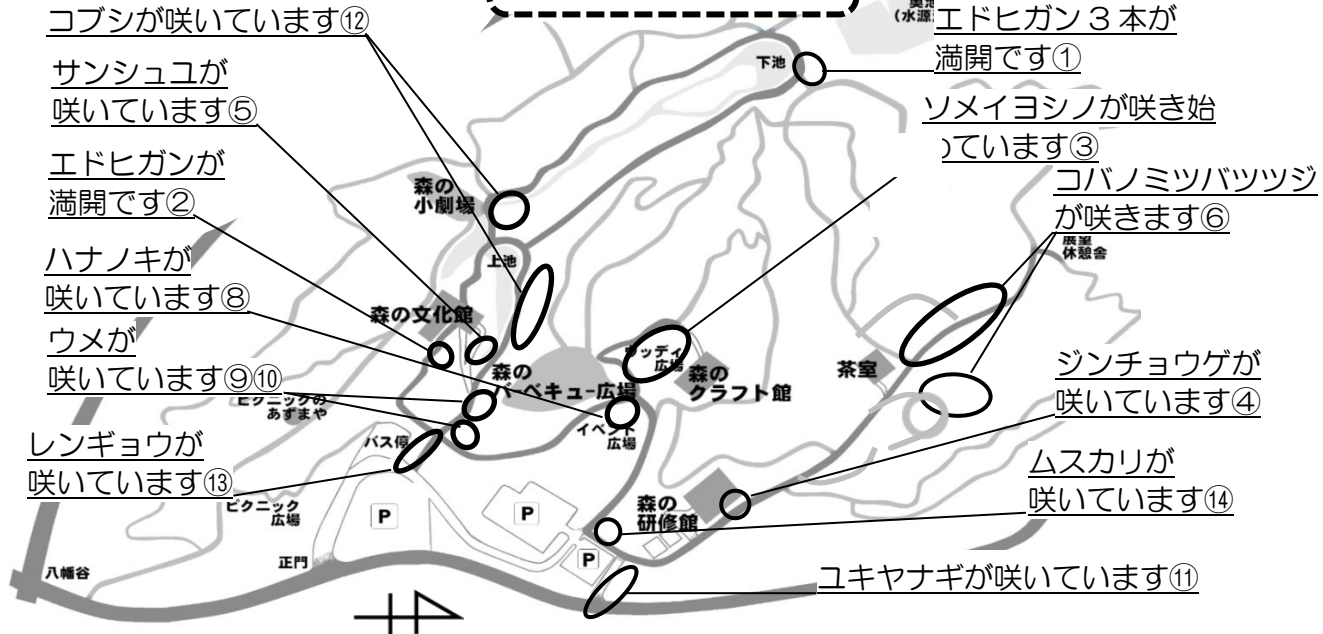 コブシが咲いています⑫
サンシュユが
咲いています⑤
エドヒガンが
満開です②
ハナノキが
咲いています⑧
ウメが
咲いています⑨⑩
レンギョウが
咲いています⑬
エドヒガン３本が
満開です①
ソメイヨシノが咲き始
ています③
コバノミツバツツジ
が咲きます⑥
ジンチョウゲが
咲いています④
ムスカリが
咲いています⑭
ユキヤナギが咲いています⑪
(水源
下池
森の
小劇場
上池
森の文化館
森の
バーベキュー広場
ウッディ
広場
森の
クラフト館
茶室
展望
休憩舎
ピクニックの
あずまや
バス停
イベント
広場
ピクニック
広場
P
P
P
森の
研修館
正門
八幡谷